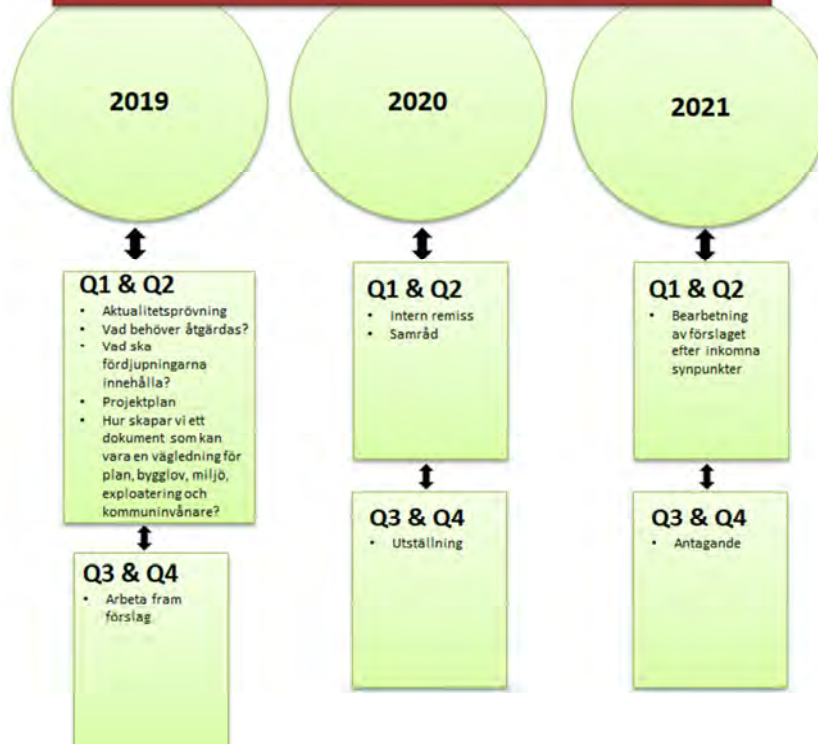 2019
Q1 & Q2
• Aktualitetsprövning
• Vad behöver åtgärdas?
• Vad ska
fördjupningarna
innehålla?
• Projektplan
• Hur skapar vi ett
dokument som kan
vara en vägledning för
plan, bygglov, miljö,
exploatering och
kommuninvånare?
Q3 & Q4
• Arbeta fram
förslag
2020
Q1 & Q2
• Intern remiss
• Samråd
Q3 & Q4
• Utställning
2021
Q1 & Q2
• Bearbetning
av förslaget
efter inkomna
synpunkter
Q3 & Q4
• Antagande